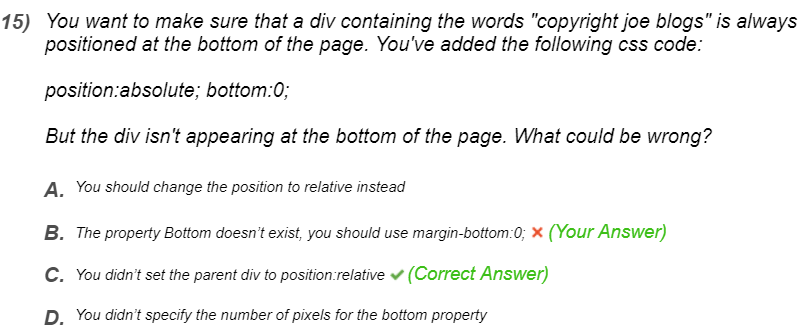 15) You want to make sure that a div containing the words "copyright joe blogs" is always
positioned at the bottom of the page. You've added the following css code:
position:absolute; bottom:0;
But the div isn't appearing at the bottom of the page. What could be wrong?
A. You should change the position to relative instead
B. The property Bottom doesn't exist, you should use margin-bottom:0; ✗ (Your Answer)
C. You didn't set the parent div to position:relative ✔ (Correct Answer)
D. You didn't specify the number of pixels for the bottom property